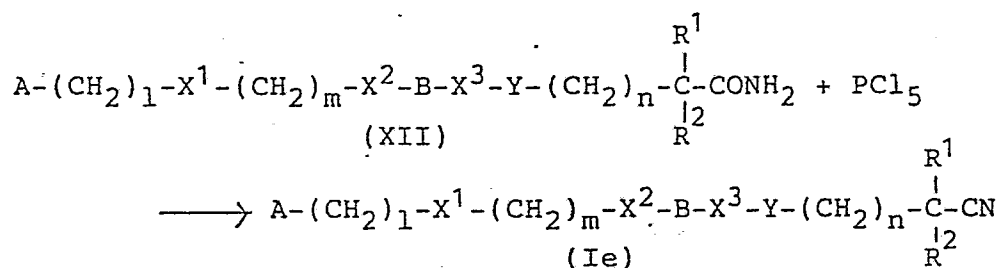 R¹
A-(CH₂)₁-X¹-(CH₂)ₘ-X²-B-X³-Y-(CH₂)ₙ-C-CONH₂ + PCl₅
(XII) R²
R¹
⟶ A-(CH₂)₁-X¹-(CH₂)ₘ-X²-B-X³-Y-(CH₂)ₙ-C-CN
(Ie) R²